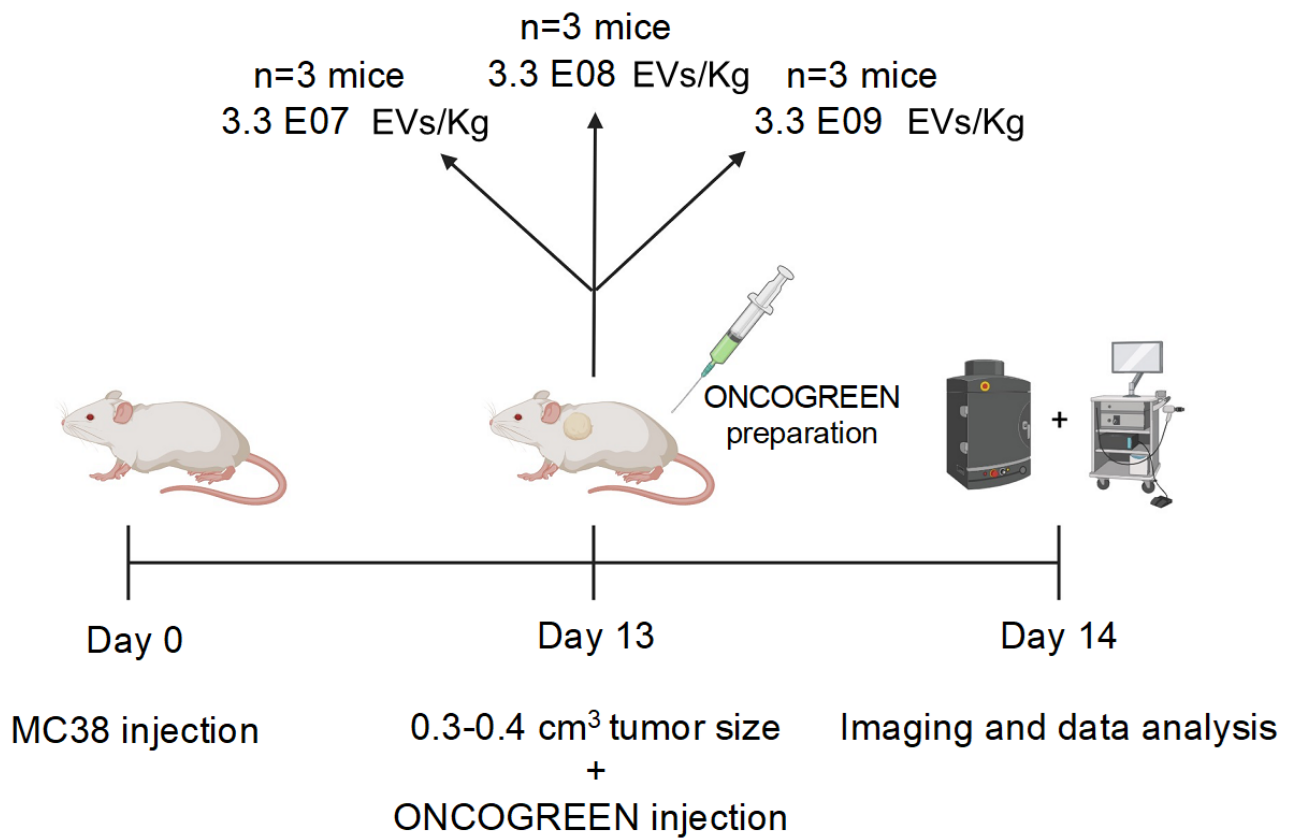 n=3 mice
3.3 E08 EVs/Kg
n=3 mice
3.3 E07 EVs/Kg
n=3 mice
3.3 E09 EVs/Kg
ONCOGREEN
preparation
+
Day 0
Day 13
Day 14
MC38 injection
0.3-0.4 cm³ tumor size
+
ONCOGREEN injection
Imaging and data analysis